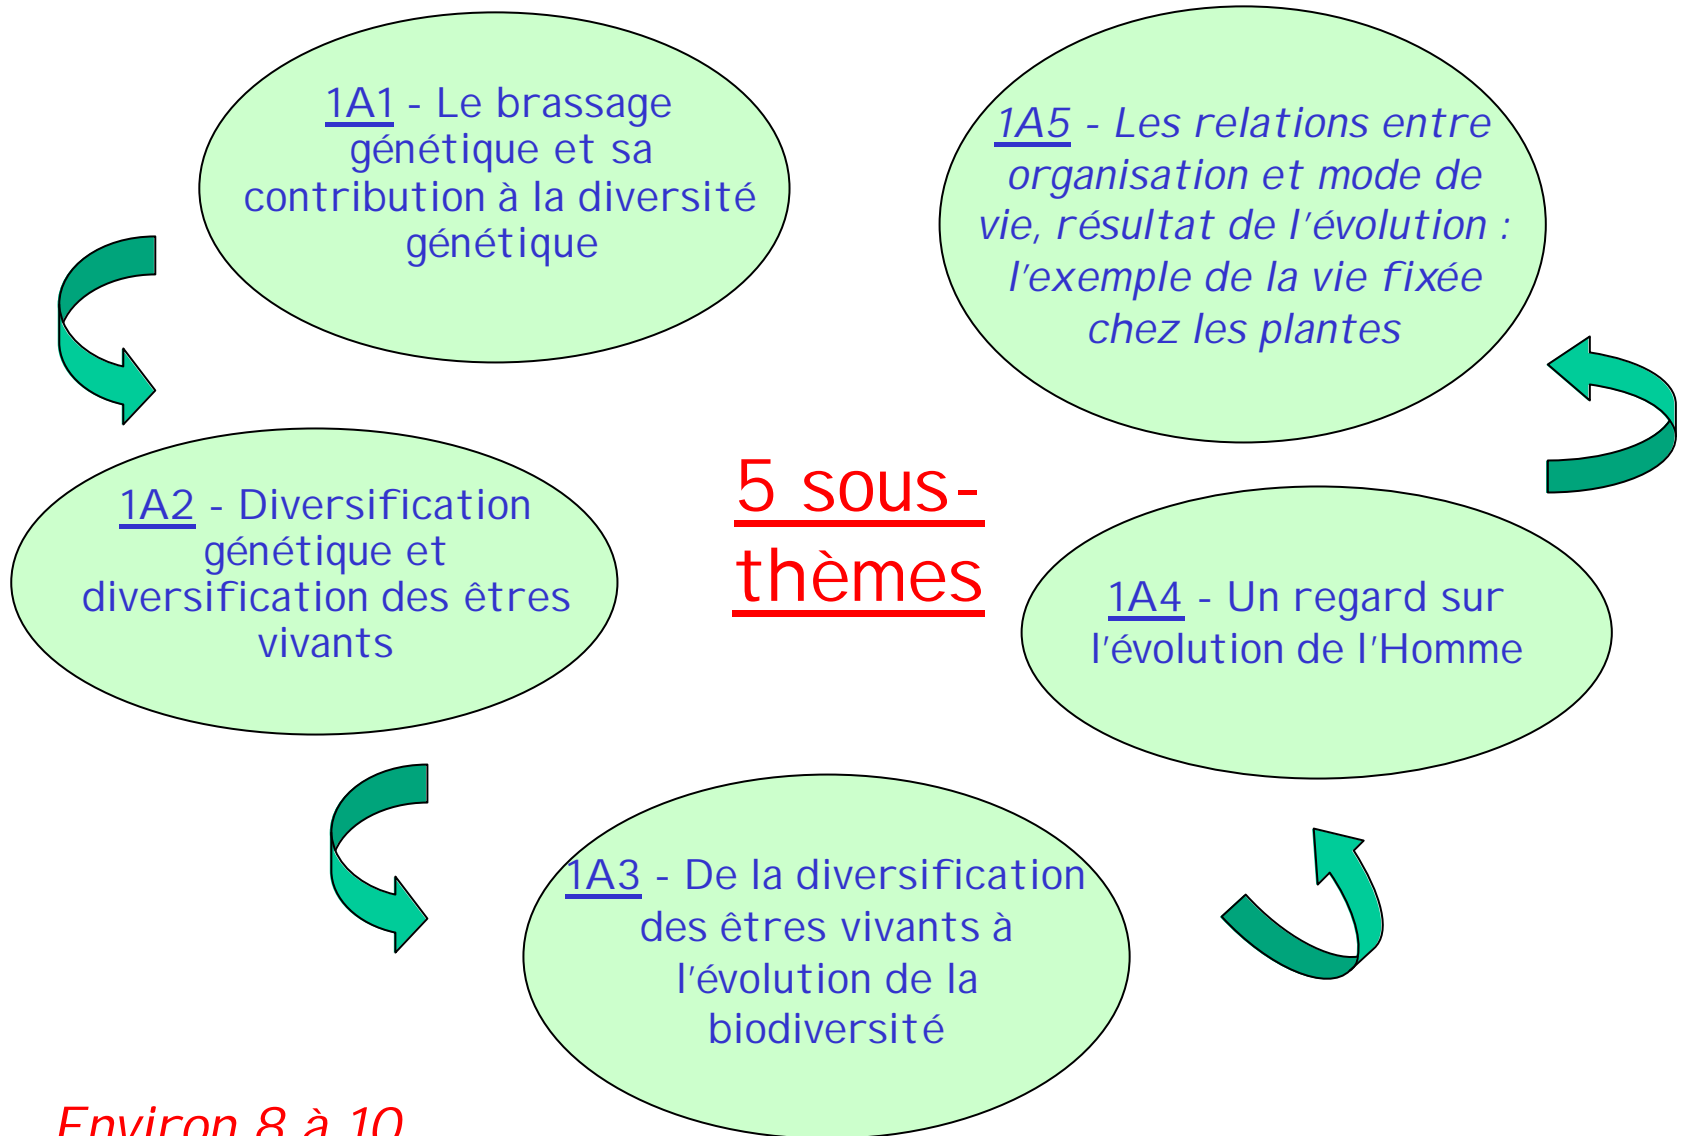 1A1 - Le brassage
génétique et sa
contribution à la diversité
génétique
1A2 - Diversification
génétique et
diversification des êtres
vivants
1A3 - De la diversification
des êtres vivants à
l'évolution de la
biodiversité
1A4 - Un regard sur
l'évolution de l'Homme
1A5 - Les relations entre
organisation et mode de
vie, résultat de l'évolution :
l'exemple de la vie fixée
chez les plantes
5 sous-
thèmes
Environ 8 à 10